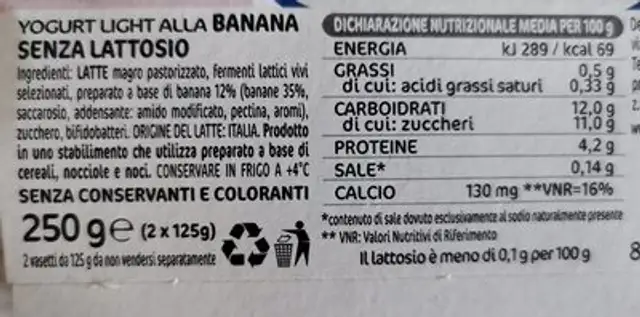 YOGURT LIGHT ALLA BANANA
SENZA LATTOSIO
Ingredienti: LATTE magro pastorizzato, fermenti lattici vivi
selezionati, preparato a base di banana 12% (banane 35%,
saccarosio, addensante: amido modificato, pectina, aromi),
zucchero, bifidobatteri. ORIGINE DEL LATTE: ITALIA. Prodotto
in uno stabilimento che utilizza preparato a base di
cereali, nocciole e noci. CONSERVARE IN FRIGO A +4°C
SENZA CONSERVANTI E COLORANTI
250 g e (2 x 125g)
2 vasetti da 125 g da non vendersi separatamente
DICHIARAZIONE NUTRIZIONALE MEDIA PER 100 g
ENERGIA kJ 289 / kcal 69
GRASSI 0,5 g
di cui: acidi grassi saturi 0,33 g
CARBOIDRATI 12,0 g
di cui: zuccheri 11,0 g
PROTEINE 4,2 g
SALE* 0,14 g
CALCIO 130 mg **VNR=16%
*contenuto di sale dovuto esclusivamente al sodio naturalmente presente
** VNR: Valori Nutritivi di Riferimento
Il lattosio è meno di 0,1 g per 100 g